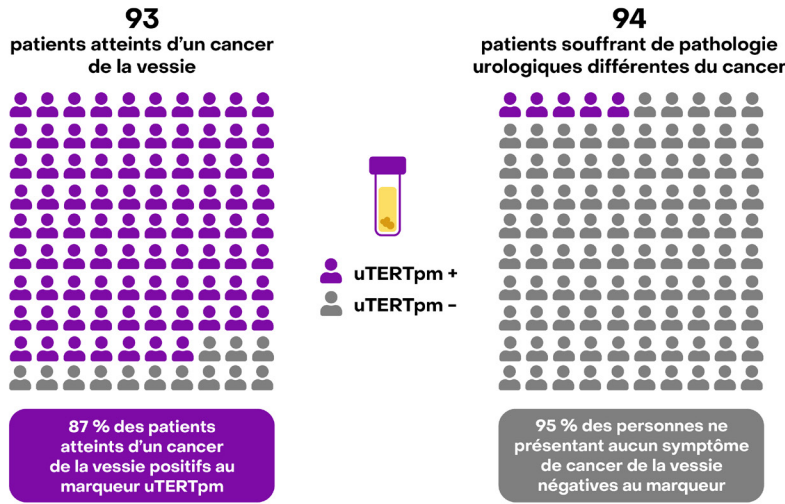 93
patients atteints d’un cancer
de la vessie
94
patients souffrant de pathologie
urologiques différentes du cancer
uTERTpm +
uTERTpm -
87 % des patients
atteints d’un cancer
de la vessie positifs au
marqueur uTERTpm
95 % des personnes ne
présentant aucun symptôme
de cancer de la vessie
négatives au marqueur